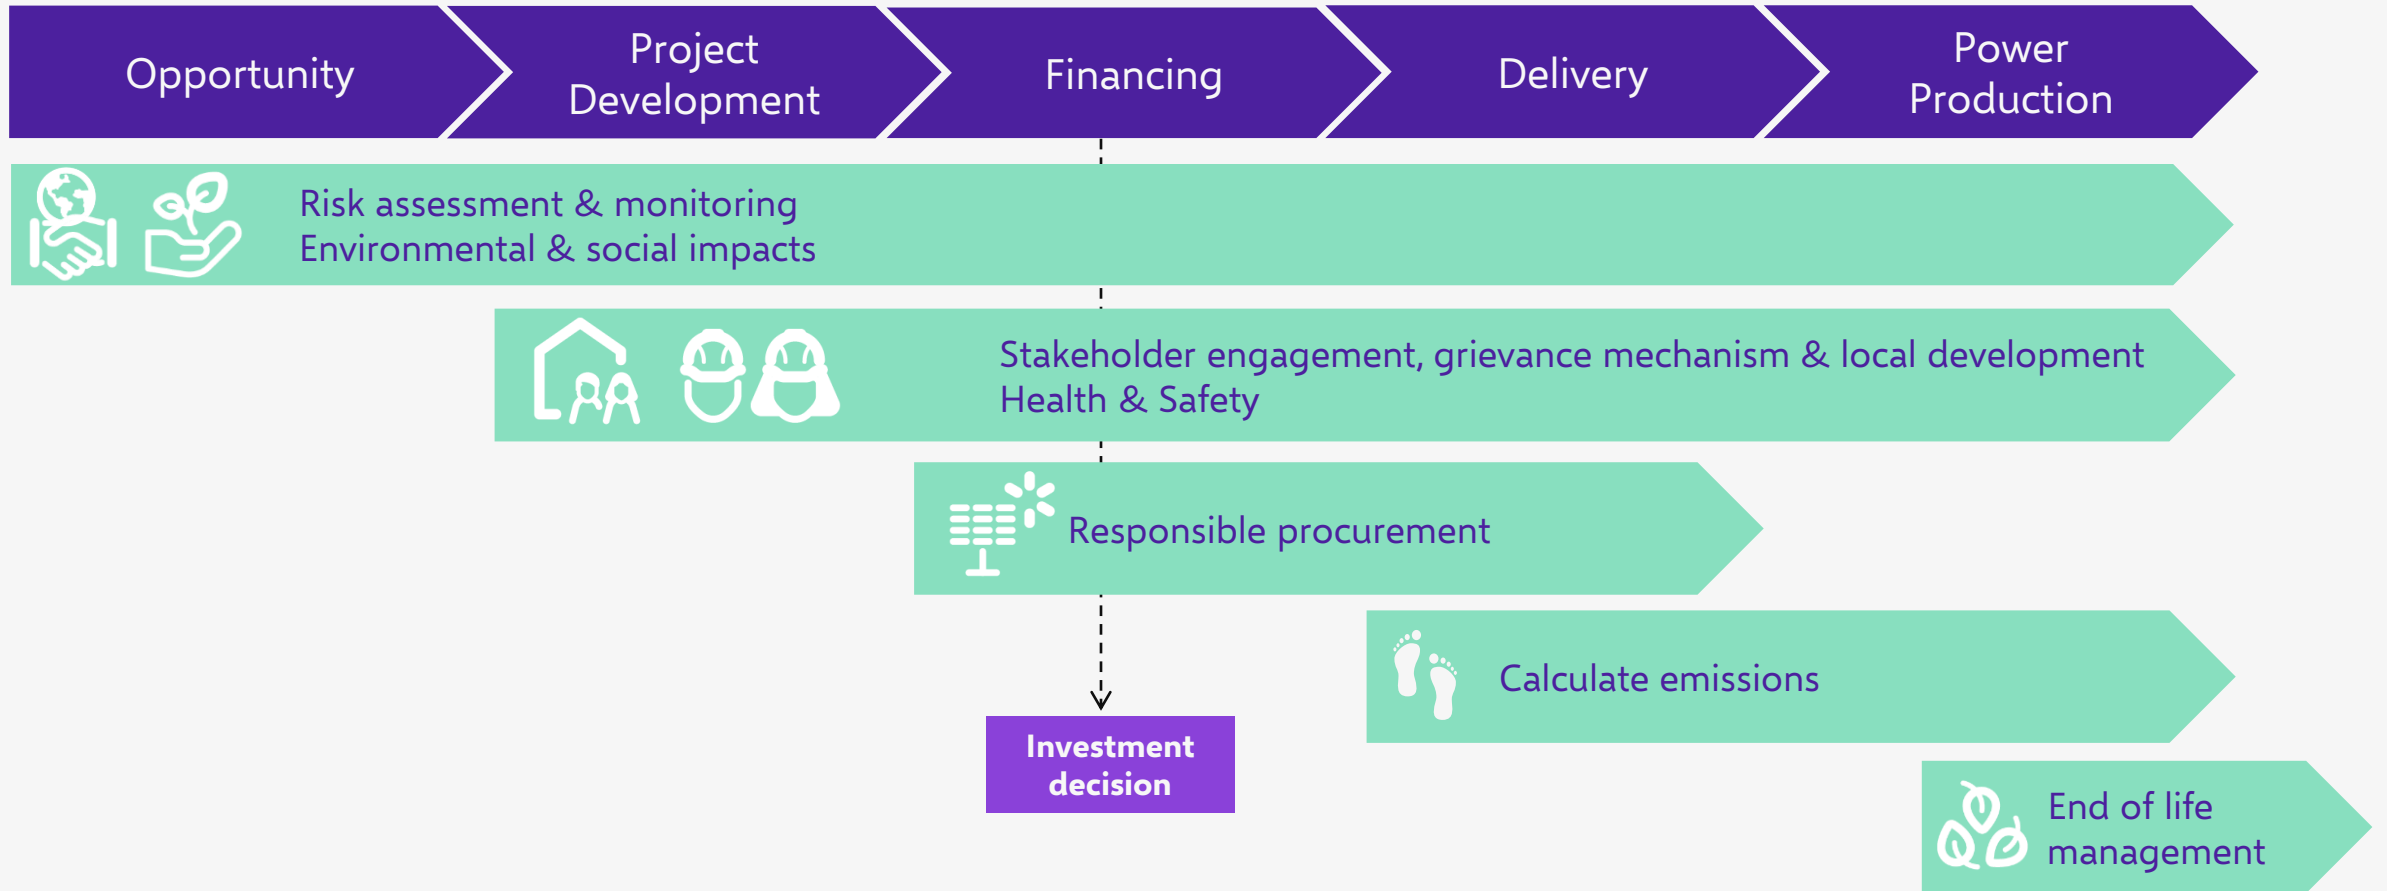 Opportunity
Project
Development
Financing
Delivery
Power
Production
Risk assessment & monitoring
Environmental & social impacts
Stakeholder engagement, grievance mechanism & local development
Health & Safety
Responsible procurement
Calculate emissions
Investment
decision
End of life
management